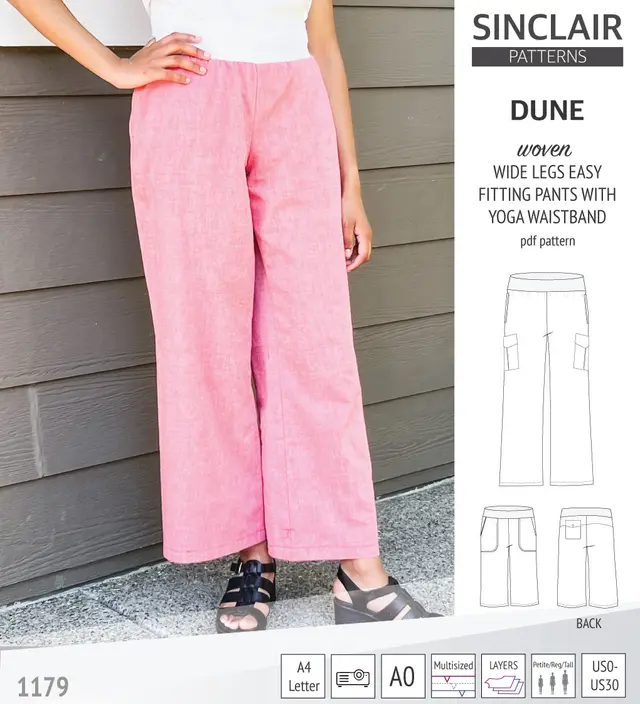 SINCLAIR
PATTERNS
DUNE
woven
WIDE LEGS EASY
FITTING PANTS WITH
YOGA WAISTBAND
pdf pattern
BACK
1179
A4
Letter
A0
Multisized
LAYERS
Petite/Reg/Tall
US0-
US30